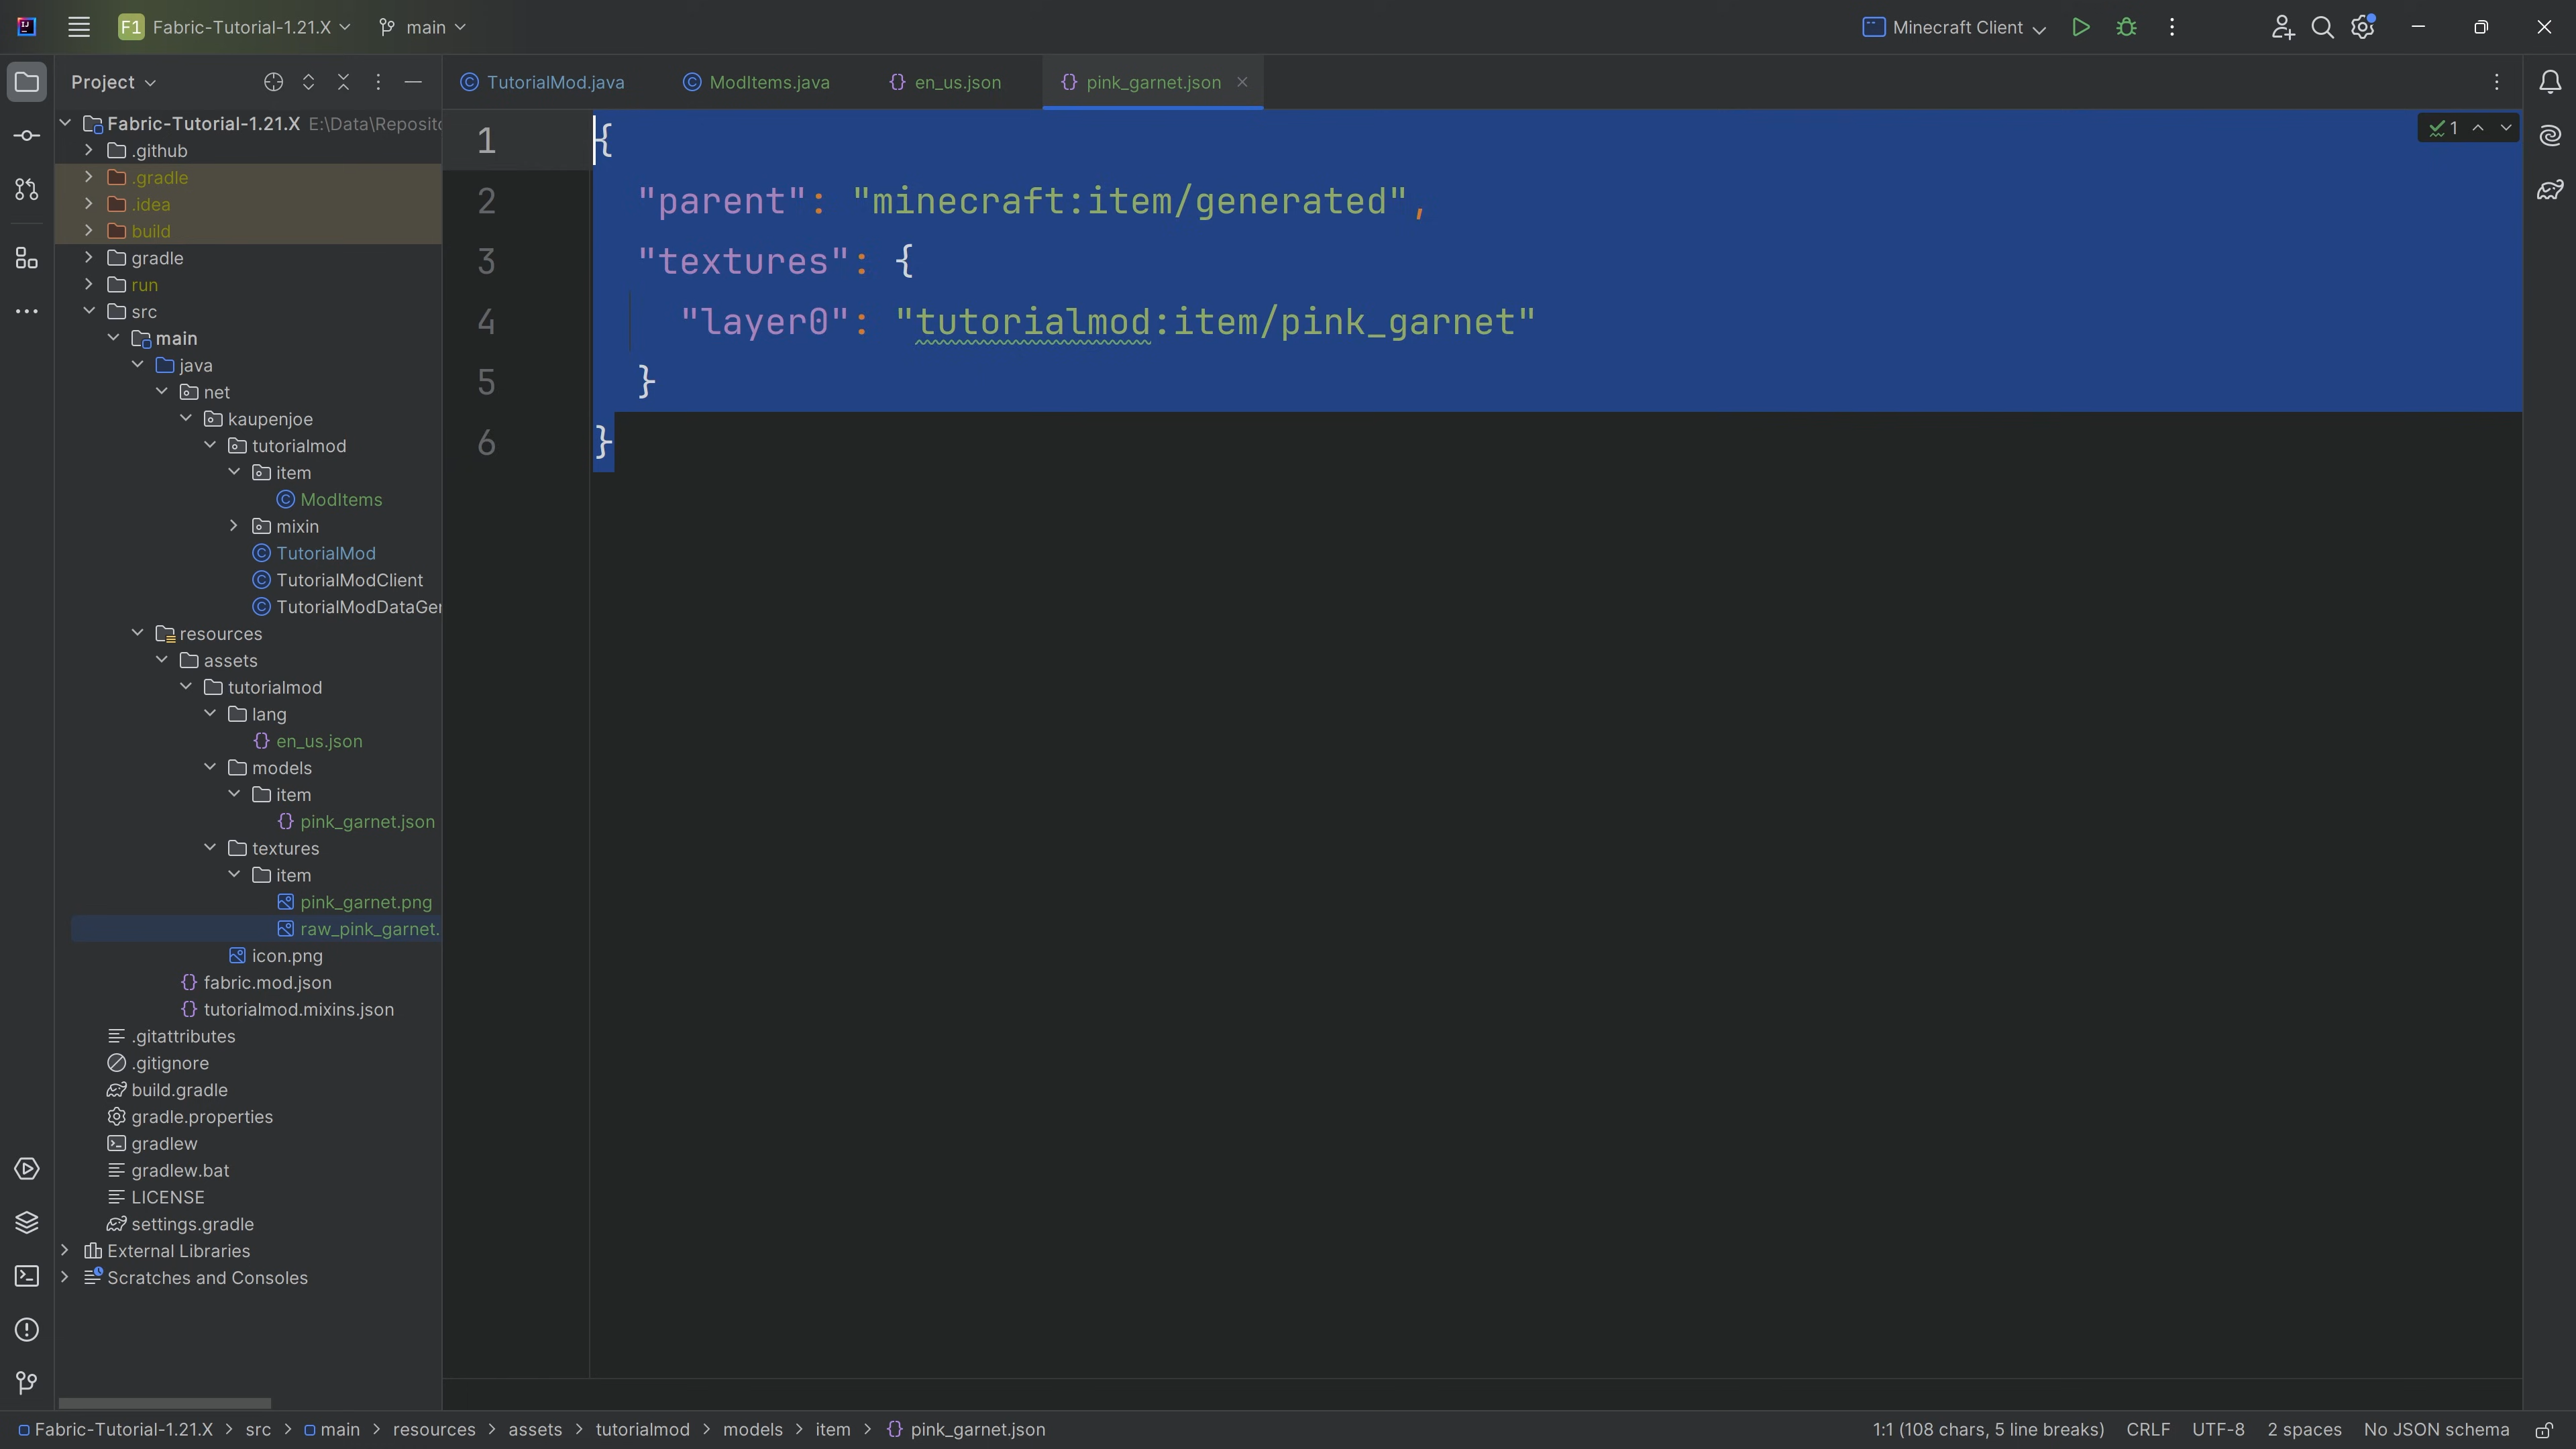 F1 Fabric-Tutorial-1.21.X main Minecraft Client
Project
Fabric-Tutorial-1.21.X E:\Data\Reposito
.github
.gradle
.idea
build
gradle
run
src
main
java
net
kaupenjoe
tutorialmod
item
ModItems
mixin
TutorialMod
TutorialModClient
TutorialModDataGer
resources
assets
tutorialmod
lang
en_us.json
models
item
pink_garnet.json
textures
item
pink_garnet.png
raw_pink_garnet.
icon.png
fabric.mod.json
tutorialmod.mixins.json
.gitattributes
.gitignore
build.gradle
gradle.properties
gradlew
gradlew.bat
LICENSE
settings.gradle
External Libraries
Scratches and Consoles
TutorialMod.java ModItems.java en_us.json pink_garnet.json
1 {
2 "parent": "minecraft:item/generated",
3 "textures": {
4 "layer0": "tutorialmod:item/pink_garnet"
5 }
6 }
1
Fabric-Tutorial-1.21.X > src > main > resources > assets > tutorialmod > models > item > pink_garnet.json
1:1 (108 chars, 5 line breaks) CRLF UTF-8 2 spaces No JSON schema